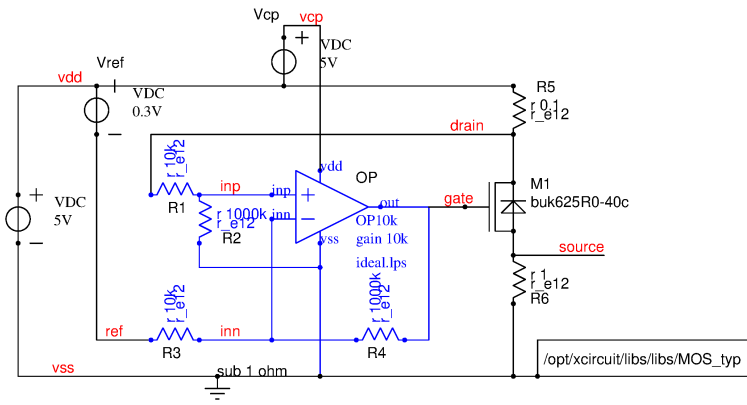 Vcp
vcp
+
VDC
5V
Vref
vdd
VDC
0.3V
R5
r 0.1
r_e12
drain
r 10k
r_e12
vdd
OP
M1
buk625R0-40c
inp
inp
+
out
gate
R1
r 1000k
r_e12
R2
inn
−
OP10k
gain 10k
+
VDC
5V
−
−
vss
source
ideal.lps
r 1
r_e12
R6
r 10k
r_e12
r 1000k
r_e12
ref
inn
R3
R4
/opt/xcircuit/libs/libs/MOS_typ
vss
sub 1 ohm